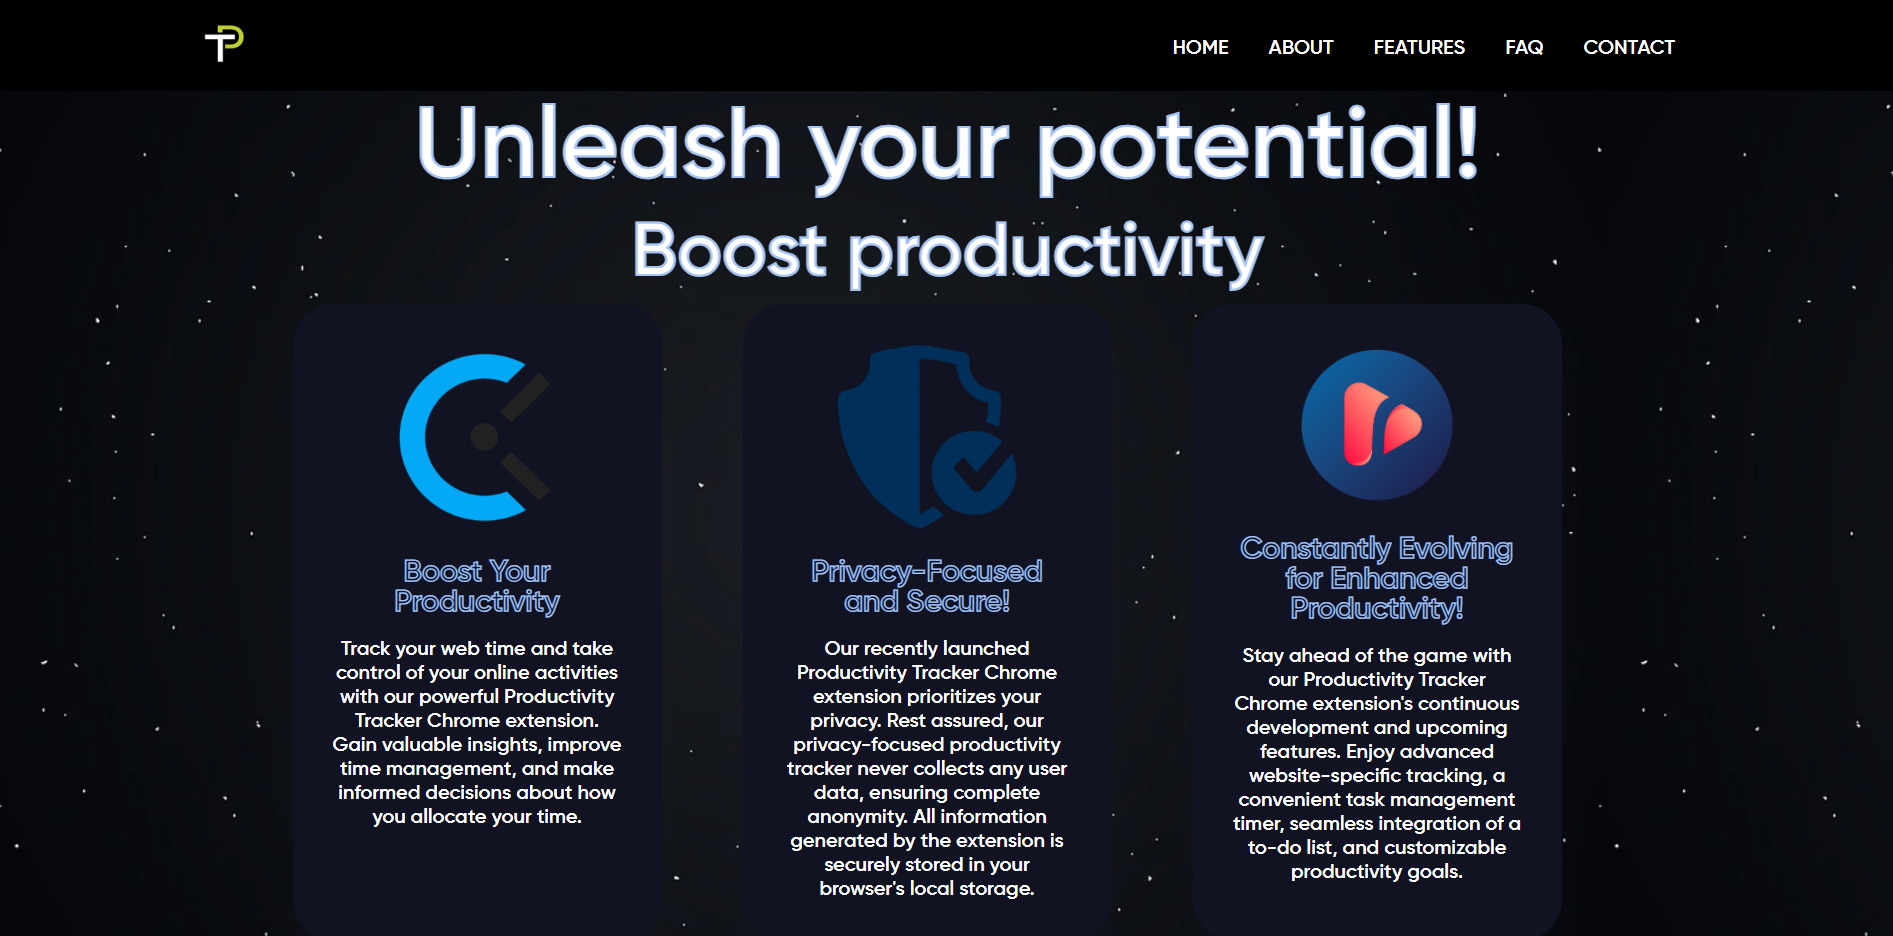 TP
HOME ABOUT FEATURES FAQ CONTACT
Unleash your potential!
Boost productivity
Boost Your
Productivity
Track your web time and take
control of your online activities
with our powerful Productivity
Tracker Chrome extension.
Gain valuable insights, improve
time management, and make
informed decisions about how
you allocate your time.
Privacy-Focused
and Secure!
Our recently launched
Productivity Tracker Chrome
extension prioritizes your
privacy. Rest assured, our
privacy-focused productivity
tracker never collects any user
data, ensuring complete
anonymity. All information
generated by the extension is
securely stored in your
browser's local storage.
Constantly Evolving
for Enhanced
Productivity!
Stay ahead of the game with
our Productivity Tracker
Chrome extension's continuous
development and upcoming
features. Enjoy advanced
website-specific tracking, a
convenient task management
timer, seamless integration of a
to-do list, and customizable
productivity goals.